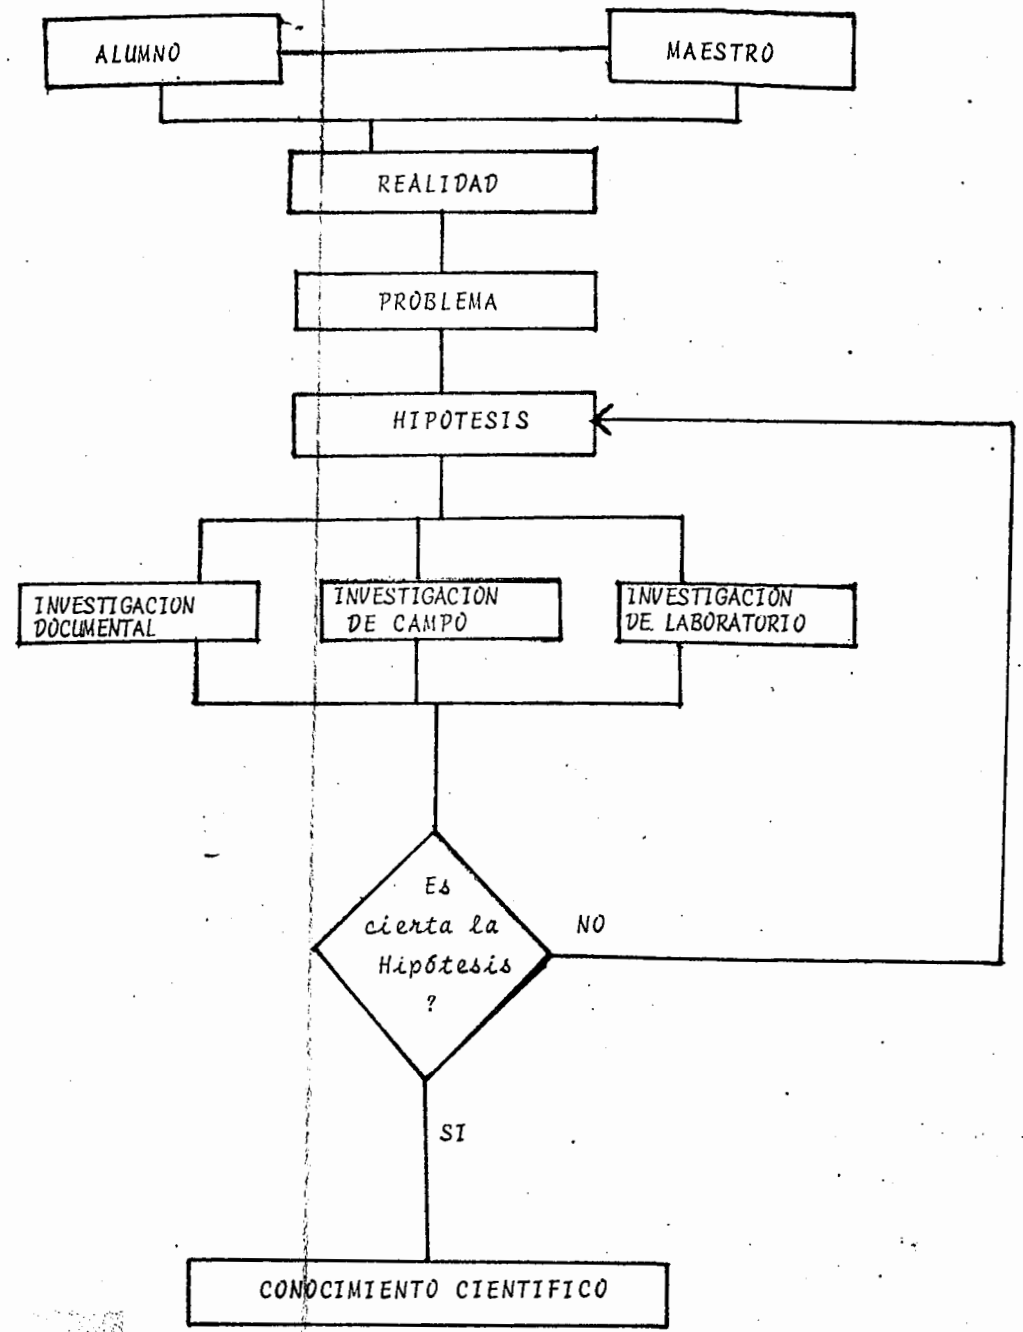 ALUMNO
MAESTRO
REALIDAD
PROBLEMA
HIPOTESIS
INVESTIGACION
DOCUMENTAL
INVESTIGACION
DE CAMPO
INVESTIGACION
DE LABORATORIO
Es
cierta la
Hipótesis
?
NO
SI
CONOCIMIENTO CIENTIFICO